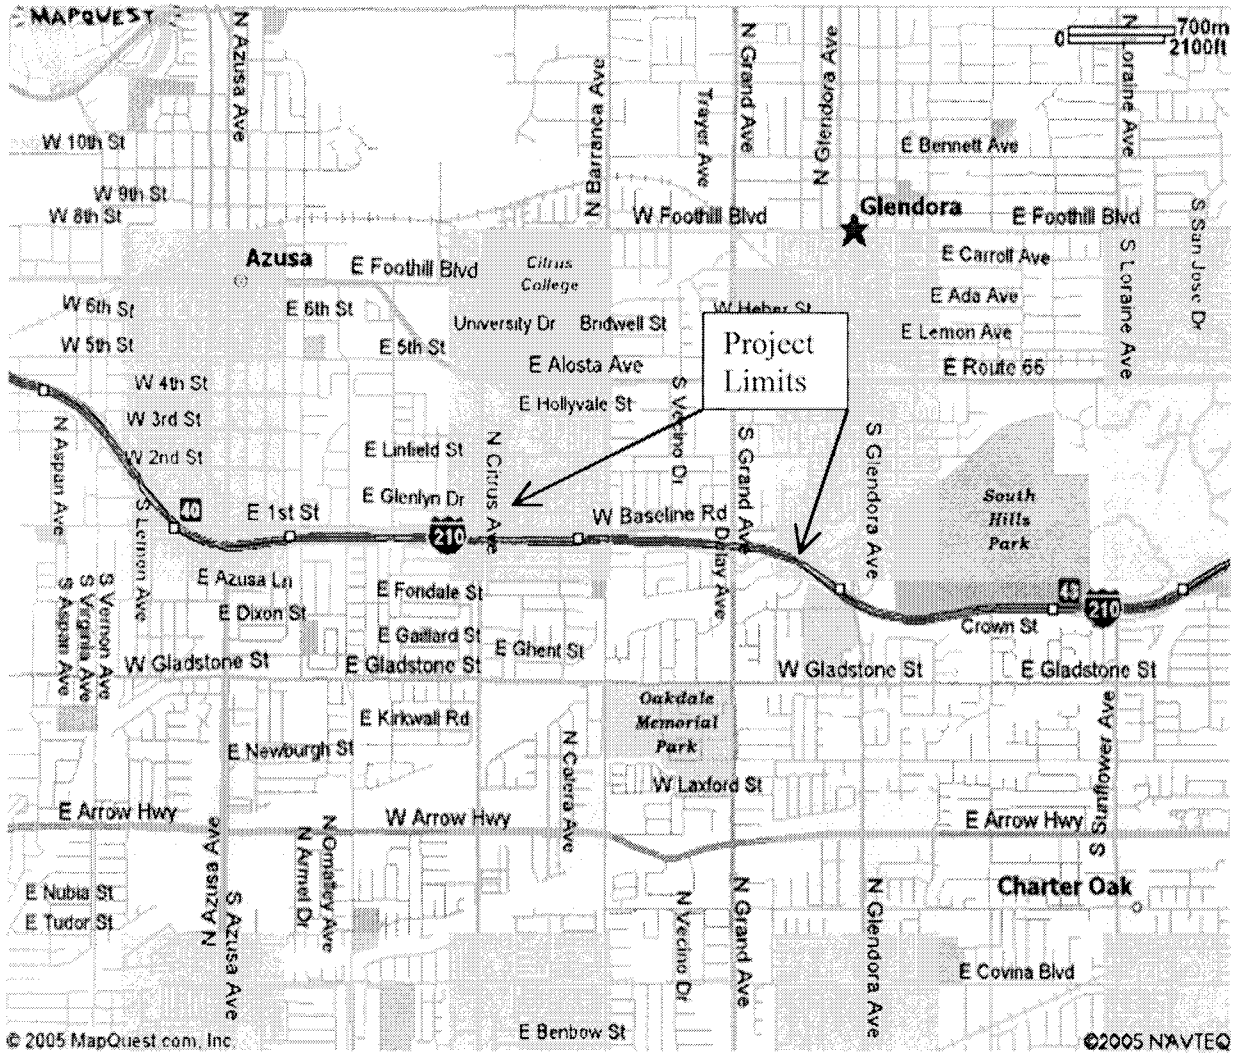 MAPQUEST
0 700m
2100ft
N Azusa Ave
N Barranca Ave
Trayer Ave
N Grand Ave
N Glendora Ave
N Loraine Ave
W 10th St
E Bennett Ave
W 9th St
W 8th St
W Foothill Blvd
Glendora
E Foothill Blvd
S San Jose Dr
S Loraine Ave
Azusa
E Foothill Blvd
Citrus
College
E Carroll Ave
W 6th St
E 6th St
W Heber St
E Ada Ave
University Dr
Bridwell St
E Lemon Ave
W 5th St
E 5th St
Project
Limits
E Alosta Ave
E Route 66
W 4th St
E Hollyvale St
S Vecino Dr
W 3rd St
N Aspan Ave
E Linfield St
N Citrus Ave
S Grand Ave
S Glendora Ave
W 2nd St
E Glenlyn Dr
South
Hills
Park
S Lemon Ave
40
E 1st St
W Baseline Rd
210
Dalay Ave
E Azusa Ln
E Fondale St
43
210
E Dixon St
Crown St
S Aspan Ave
S Virginia Ave
S Vernon Ave
E Gaillard St
E Ghent St
W Gladstone St
E Gladstone St
W Gladstone St
E Gladstone St
Oakdale
Memorial
Park
E Kirkwall Rd
E Newburgh St
N Calera Ave
W Laxford St
S Sunflower Ave
E Arrow Hwy
W Arrow Hwy
E Arrow Hwy
N Azusa Ave
S Azusa Ave
N Armel Dr
N Omalley Ave
E Nubia St
E Tudor St
N Vecino Dr
N Grand Ave
N Glendora Ave
Charter Oak
E Covina Blvd
E Benbow St
© 2005 MapQuest.com, Inc.
©2005 NAVTEQ